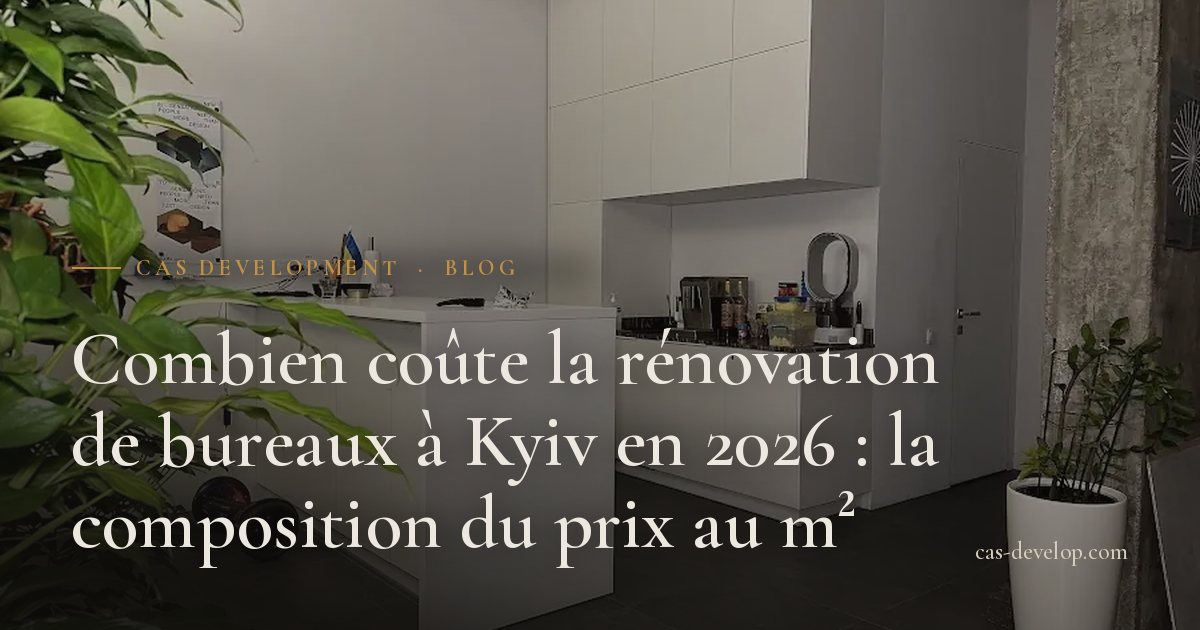 CAS DEVELOPMENT · BLOG
Combien coûte la rénovation
de bureaux à Kyiv en 2026 : la
composition du prix au m²
cas-develop.com